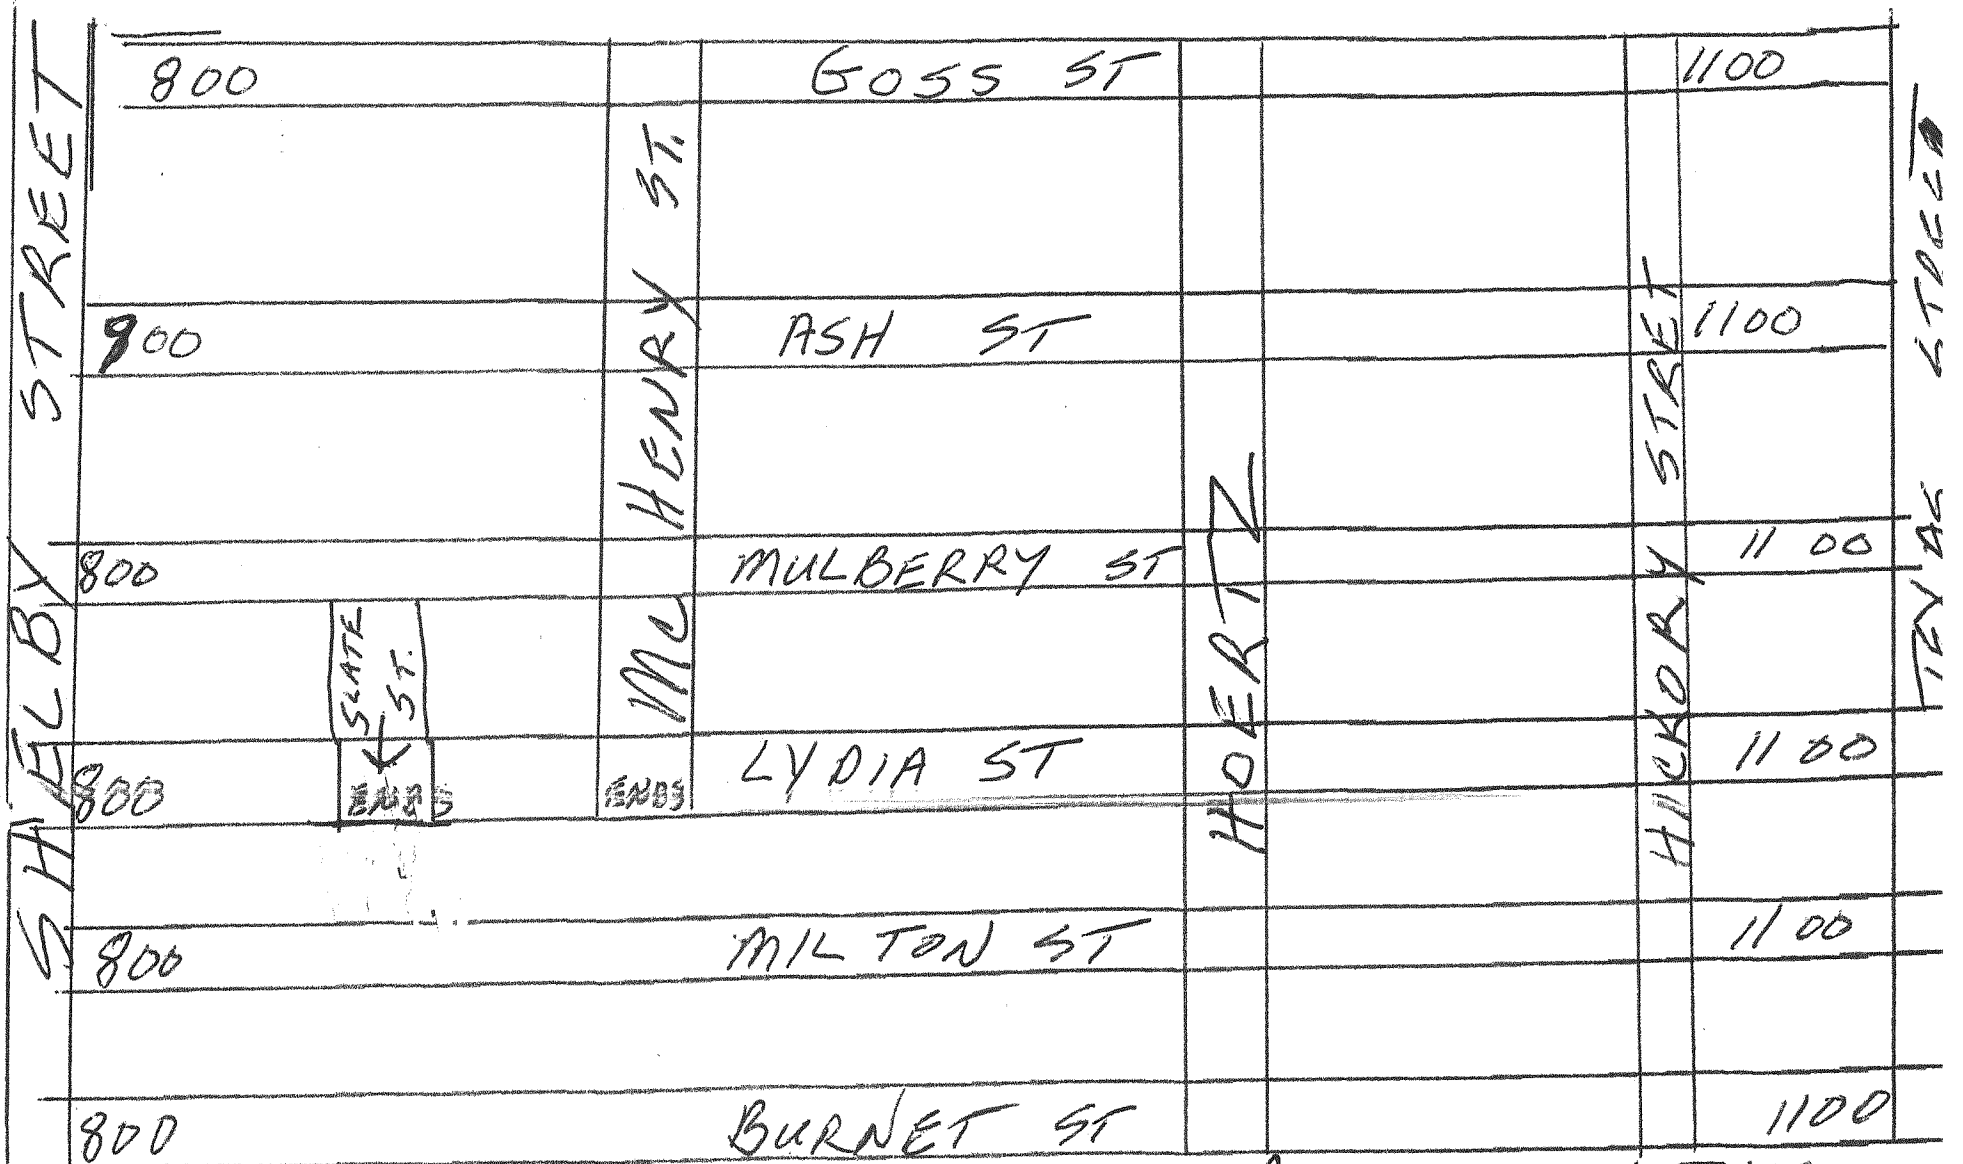 800 GOSS ST 1100
900 ASH ST 1100
800 MULBERRY ST 11 00
800 LYDIA ST 11 00
800 MILTON ST 11 00
800 BURNET ST 1100
SHELBY STREET
SLATE ST.
ENDS
Mc HENRY ST.
ENDS
HOERTZ
HICKORY STREET
STREET